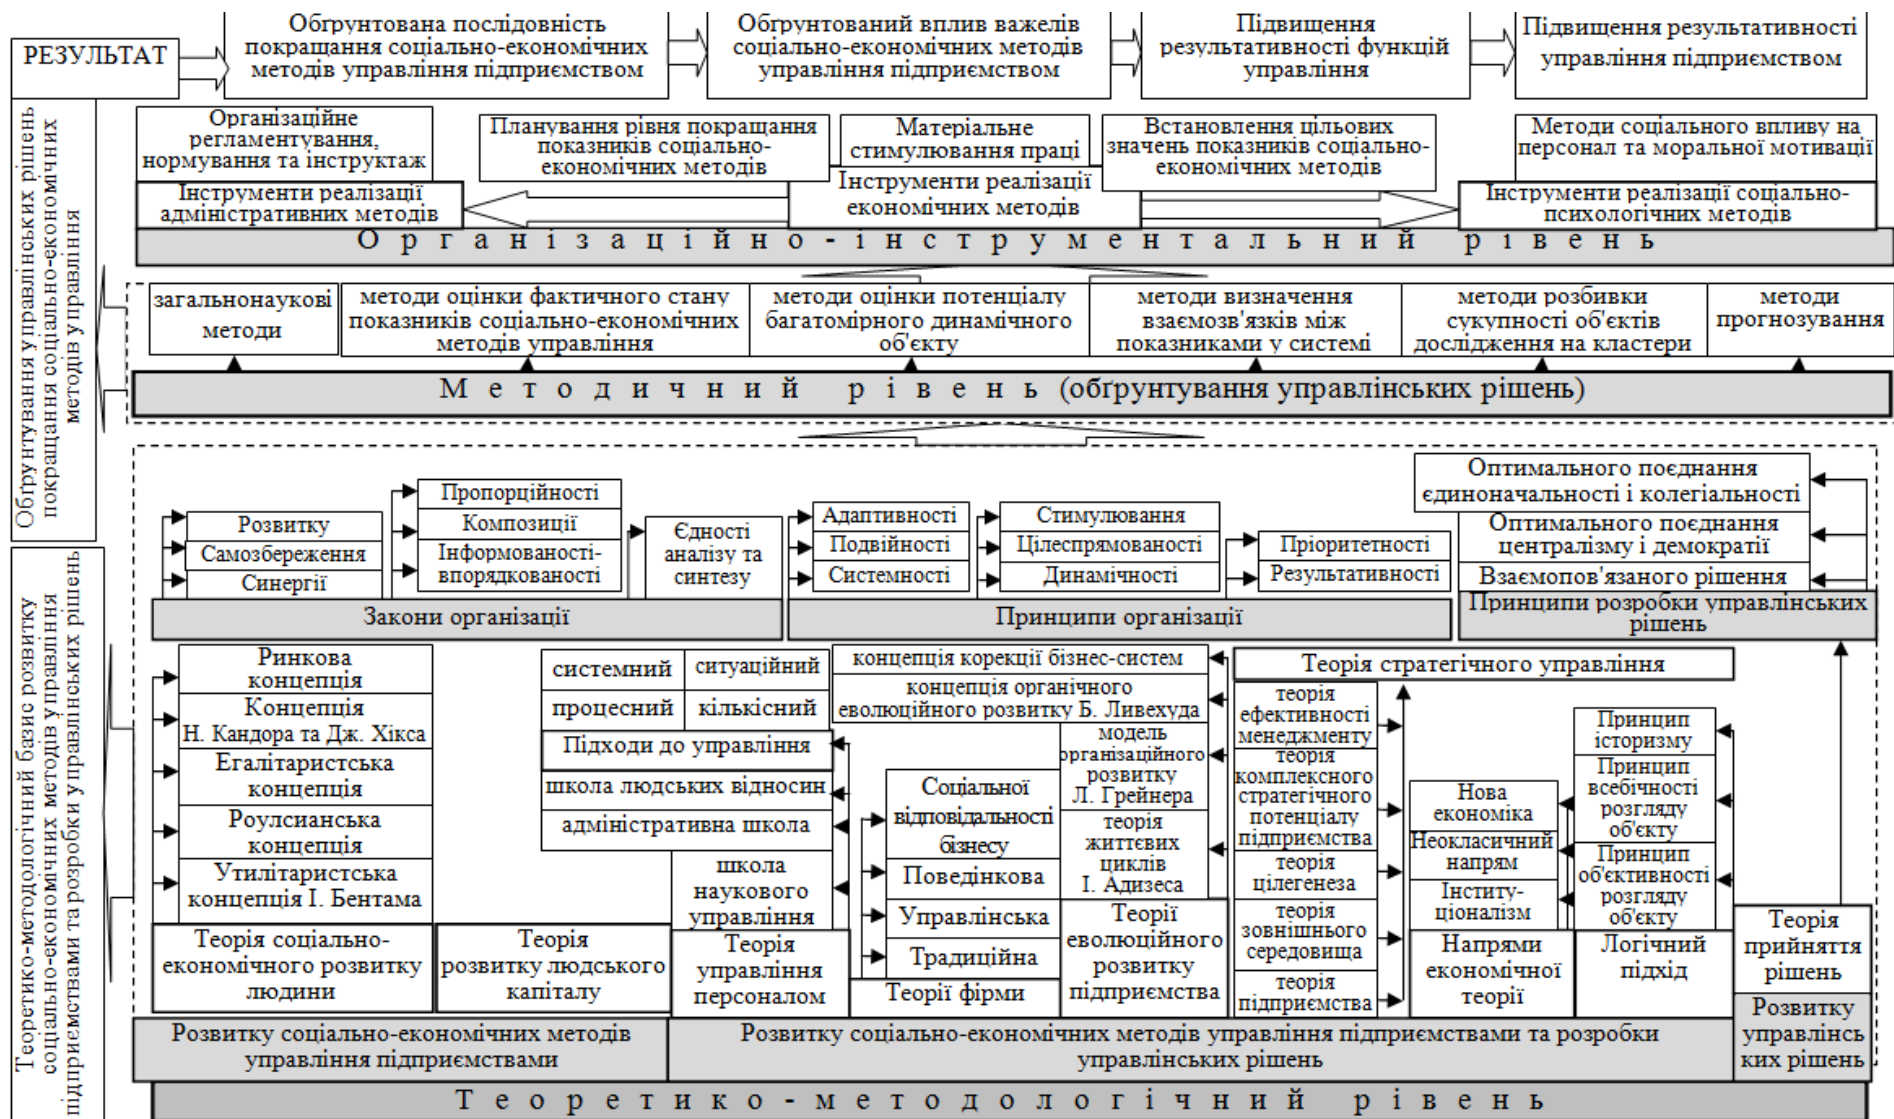 РЕЗУЛЬТАТ
Обґрунтована послідовність
покращання соціально-економічних
методів управління підприємством
Обґрунтований вплив важелів
соціально-економічних методів
управління підприємством
Підвищення
результативності функцій
управління
Підвищення результативності
управління підприємством
Обґрунтування управлінських рішень
покращання соціально-економічних
методів управління
Організаційне
регламентування,
нормування та інструктаж
Планування рівня покращання
показників соціально-
економічних методів
Матеріальне
стимулювання праці
Встановлення цільових
значень показників соціально-
економічних методів
Методи соціального впливу на
персонал та моральної мотивації
Інструменти реалізації
адміністративних методів
Інструменти реалізації
економічних методів
Інструменти реалізації соціально-
психологічних методів
Організаційно-інструментальний рівень
загальнонаукові
методи
методи оцінки фактичного стану
показників соціально-економічних
методів управління
методи оцінки потенціалу
багатомірного динамічного
об'єкту
методи визначення
взаємозв'язків між
показниками у системі
методи розбивки
сукупності об'єктів
дослідження на кластери
методи
прогнозування
Методичний рівень (обґрунтування управлінських рішень)
Теоретико-методологічний базис розвитку
соціально-економічних методів управління
підприємствами та розробки управлінських рішень
Розвитку
Самозбереження
Синергії
Пропорційності
Композиції
Інформованості-
впорядкованості
Єдності
аналізу та
синтезу
Закони організації
Адаптивності
Подвійності
Системності
Стимулювання
Цілеспрямованості
Динамічності
Пріоритетності
Результативності
Принципи організації
Оптимального поєднання
єдиноначальності і колегіальності
Оптимального поєднання
централізму і демократії
Взаємопов'язаного рішення
Принципи розробки управлінських
рішень
Ринкова
концепція
Концепція
Н. Кандора та Дж. Хікса
Егалітаристська
концепція
Роулсианська
концепція
Утилітаристська
концепція І. Бентама
Теорія соціально-
економічного розвитку
людини
Теорія
розвитку людського
капіталу
системний
ситуаційний
процесний
кількісний
Підходи до управління
школа людських відносин
адміністративна школа
школа
наукового
управління
Теорія
управління
персоналом
концепція корекції бізнес-систем
концепція органічного
еволюційного розвитку Б. Ливехуда
модель
організаційного
розвитку
Л. Грейнера
теорія
життєвих
циклів
І. Адизеса
Теорії
еволюційного
розвитку
підприємства
Соціальної
відповідальності
бізнесу
Поведінкова
Управлінська
Традиційна
Теорії фірми
Теорія стратегічного управління
теорія
ефективності
менеджменту
теорія
комплексного
стратегічного
потенціалу
підприємства
теорія
цілегенеза
теорія
зовнішнього
середовища
теорія
підприємства
Нова
економіка
Неокласичний
напрям
Інститу-
ціоналізм
Напрями
економічної
теорії
Принцип
історизму
Принцип
всебічності
розгляду
об'єкту
Принцип
об'єктивності
розгляду
об'єкту
Логічний
підхід
Теорія
прийняття
рішень
Розвитку соціально-економічних методів
управління підприємствами
Розвитку соціально-економічних методів управління підприємствами та розробки
управлінських рішень
Розвитку
управлінсь
ких рішень
Теоретико-методологічний рівень